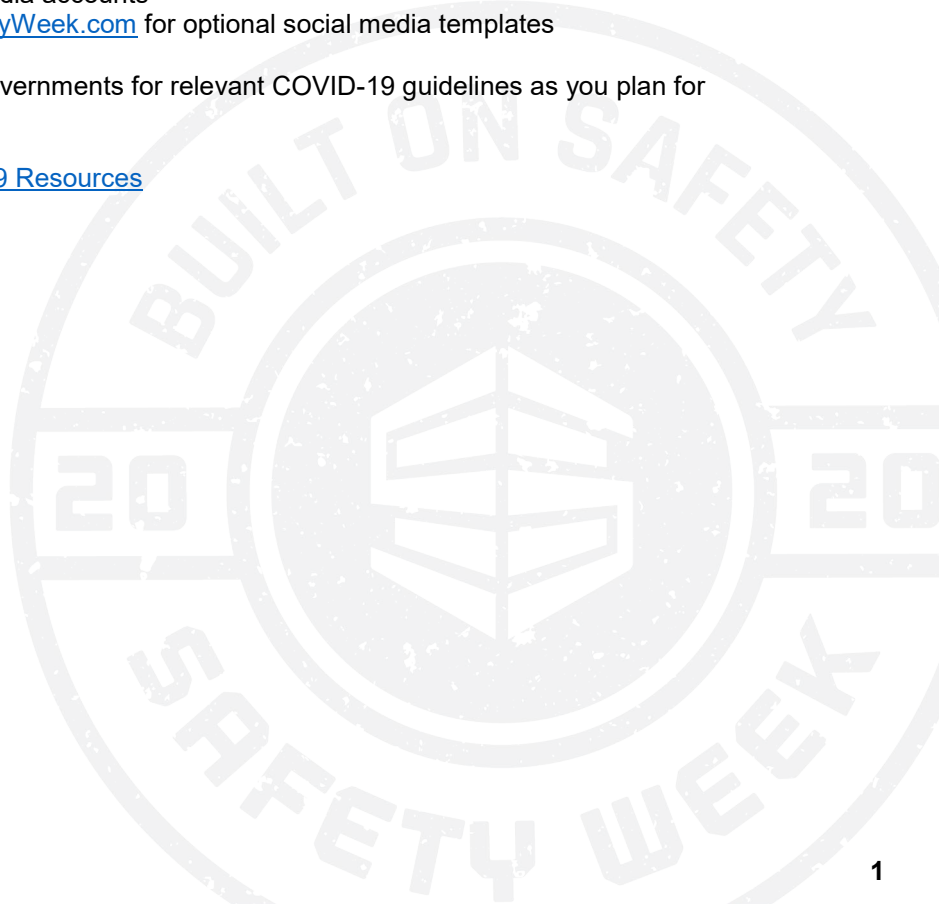 dia accounts
yWeek.com for optional social media templates
vernments for relevant COVID-19 guidelines as you plan for
9 Resources
BUILT ON SAFETY
20 20
SAFETY WEEK
1